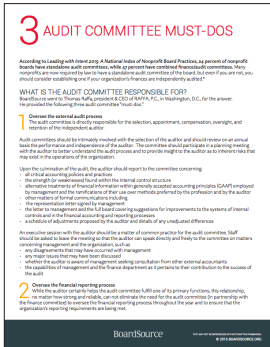 3 AUDIT COMMITTEE MUST-DOS
According to Leading with Intent 2015: A National Index of Nonprofit Board Practices, 24 percent of nonprofit
boards have standalone audit committees, while 47 percent have combined finance/audit committees. Many
nonprofits are now required by law to have a standalone audit committee of the board, but even if you are not, you
should consider establishing one if your organization's finances are independently audited.*
WHAT IS THE AUDIT COMMITTEE RESPONSIBLE FOR?
BoardSource went to Thomas Raffa, president & CEO of RAFFA, P.C., in Washington, D.C., for the answer.
He provided the following three audit committee "must-dos."
1 Oversee the external audit process
The audit committee is directly responsible for the selection, appointment, compensation, oversight, and
retention of the independent auditor.
Audit committees should be intimately involved with the selection of the auditor and should review on an annual
basis the performance and independence of the auditor. The committee should participate in a planning meeting
with the auditor to better understand the audit process and to provide insight to the auditor as to inherent risks that
may exist in the operations of the organization.
Upon the culmination of the audit, the auditor should report to the committee concerning:
- all critical accounting policies and practices
- the strength (or weaknesses) found within the internal control structure
- alternative treatments of financial information within generally accepted accounting principles (GAAP) employed
by management and the ramifications of their use over methods preferred by the profession and by the auditor
- other matters of formal communications including
- the representation letter signed by management
- the letter to management and the full board covering suggestions for improvements to the systems of internal
controls and in the financial accounting and reporting processes
- schedules of adjustments proposed by the auditor and details of any unadjusted differences
An executive session with the auditor should be a matter of common practice for the audit committee. Staff
should be asked to leave the meeting so that the auditor can speak directly and freely to the committee on matters
concerning management and the organization, such as
- any disagreements that may have occurred with management
- any major issues that may have been discussed
- whether the auditor is aware of management seeking consultation from other external accountants
- the capabilities of management and the finance department as it pertains to their contribution to the success of
the audit
2 Oversee the financial reporting process
While the auditor certainly helps the audit committee fulfill one of its primary functions, this relationship,
no matter how strong and reliable, can not eliminate the need for the audit committee (in partnership with
the finance committee) to oversee the financial reporting process throughout the year and to ensure that the
organization's reporting requirements are being met.
BoardSource
© 2016 BOARDSOURCE.ORG